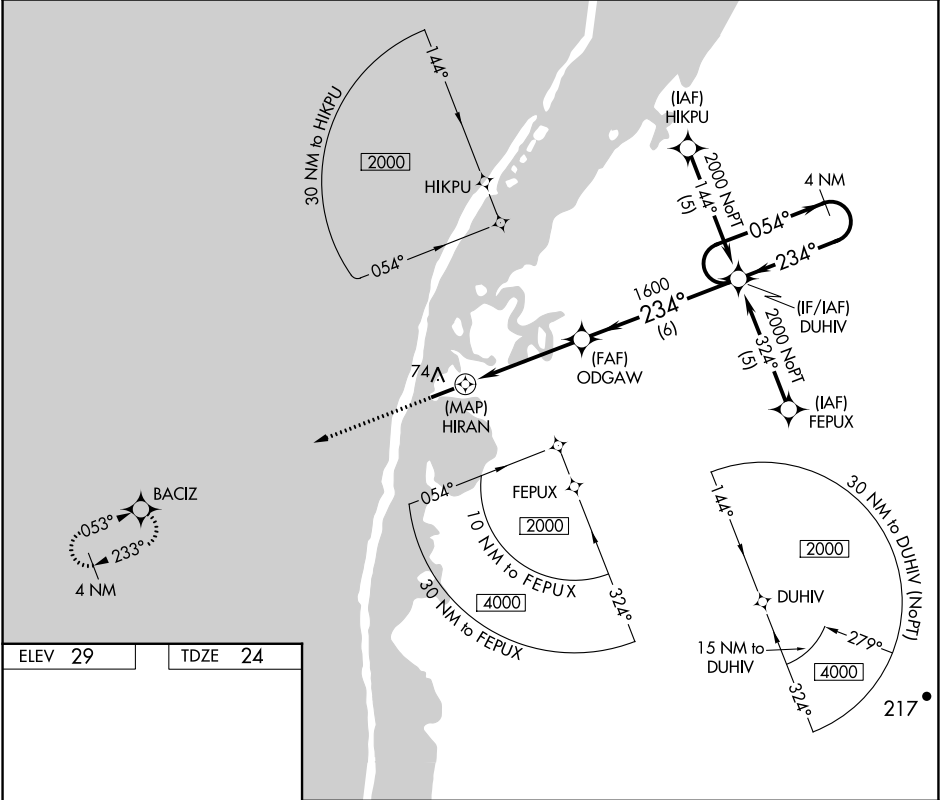 144°
30 NM to HIKPU
2000
HIKPU
054°
(IAF)
HIKPU
2000 NoPT
144°
(5)
4 NM
054°
234°
(IF/IAF)
DUHIV
1600
234°
(6)
2000 NoPT
324°
(5)
(FAF)
ODGAW
(IAF)
FEPUX
74
(MAP)
HIRAN
BACIZ
053°
233°
4 NM
054°
FEPUX
2000
10 NM to FEPUX
4000
30 NM to FEPUX
324°
144°
30 NM to DUHIV (NoPT)
2000
DUHIV
15 NM to
DUHIV
279°
4000
324°
217
ELEV 29
TDZE 24